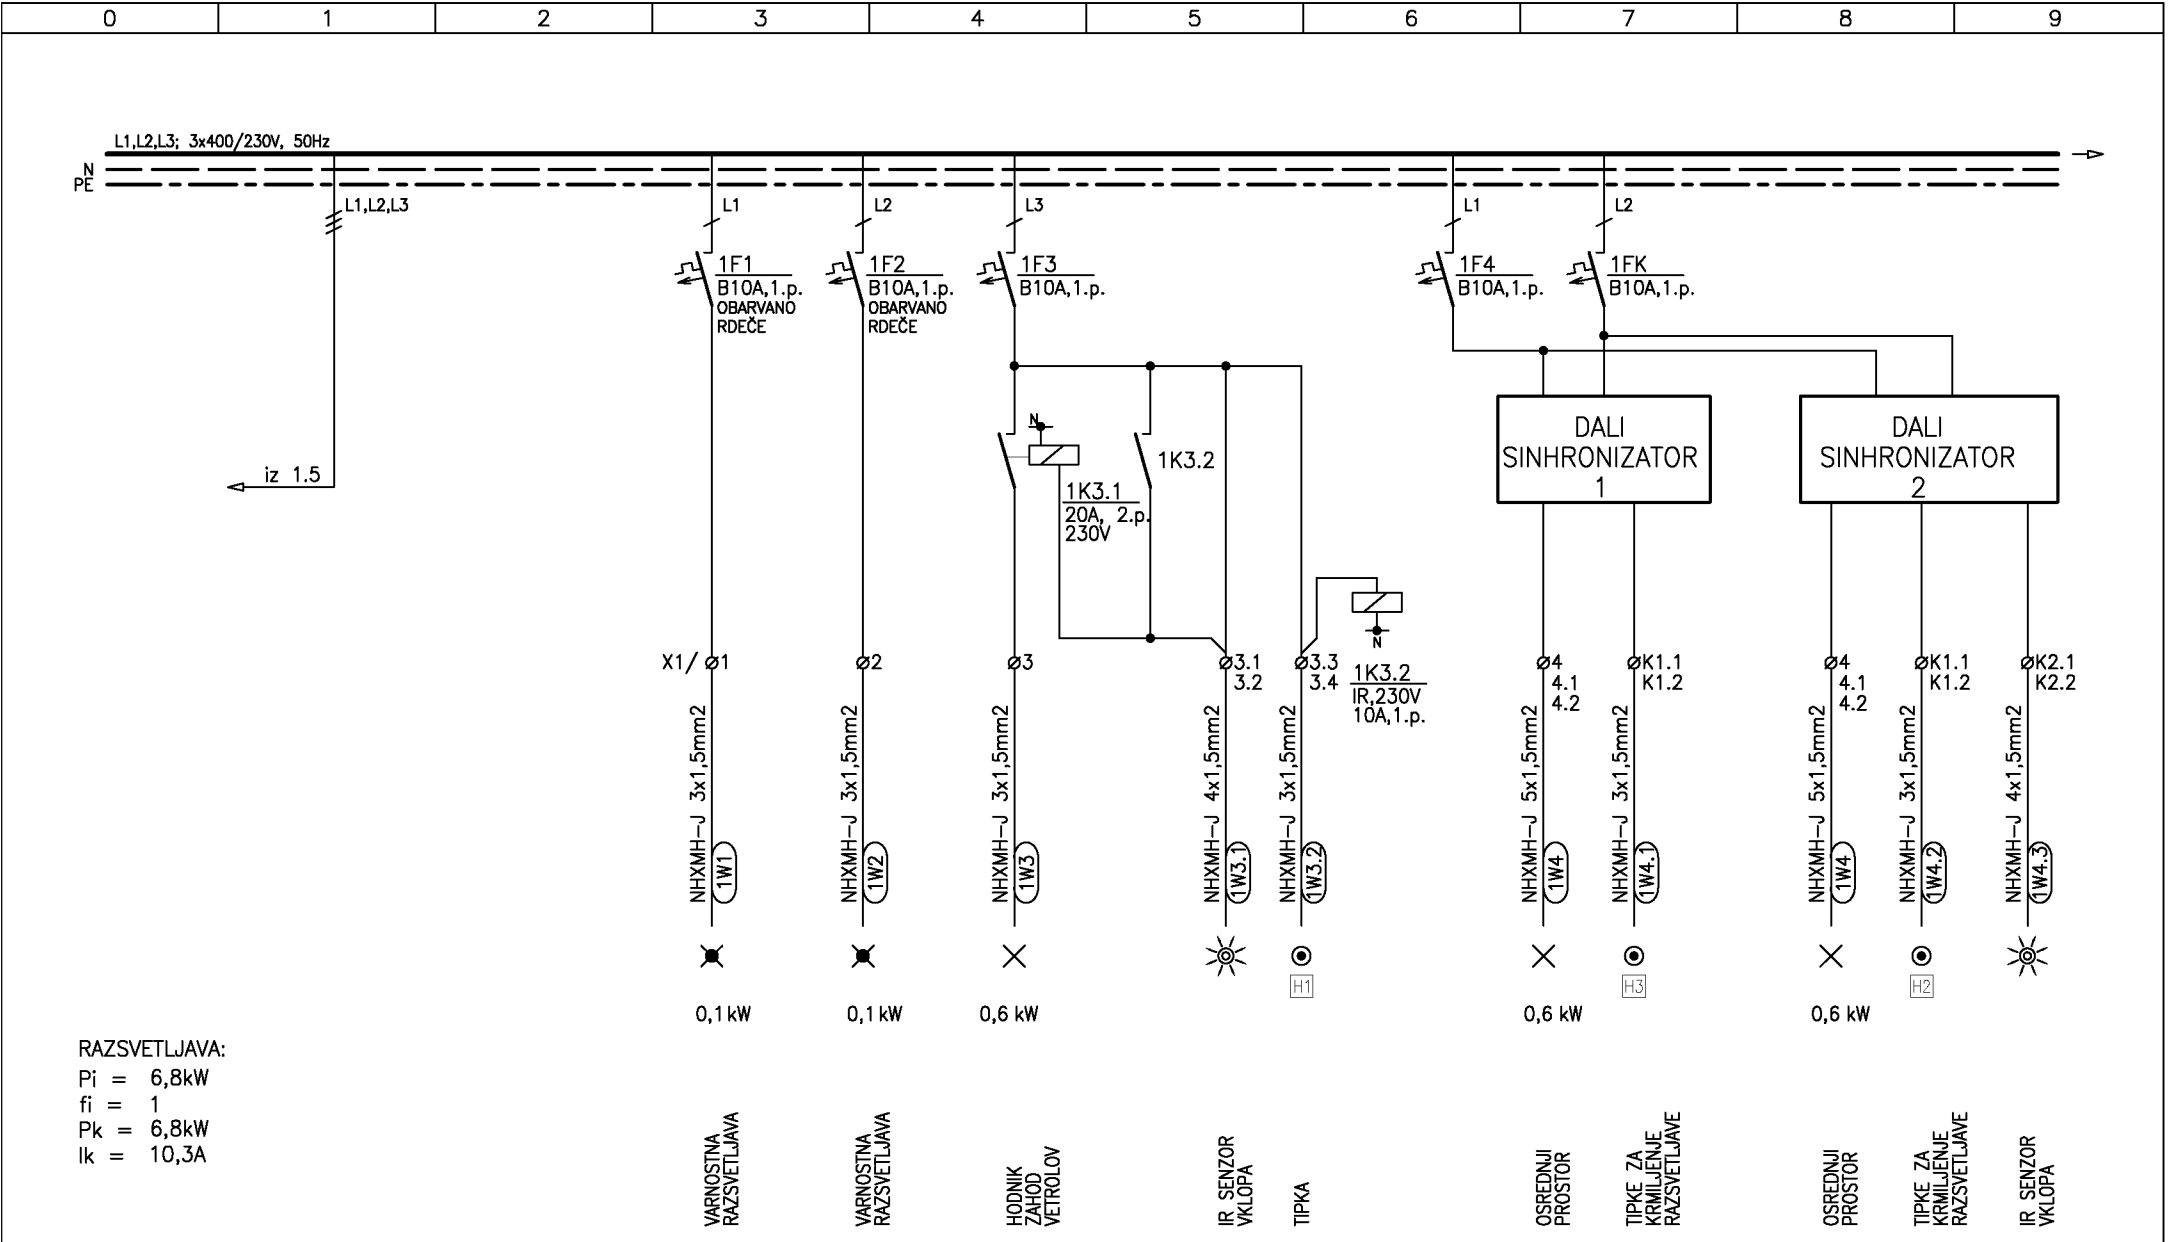 0 1 2 3 4 5 6 7 8 9
L1,L2,L3; 3x400/230V, 50Hz
N
PE
L1,L2,L3
L1
L2
L3
L1
L2
1F1
B10A,1.p.
OBARVANO
RDEČE
1F2
B10A,1.p.
OBARVANO
RDEČE
1F3
B10A,1.p.
1F4
B10A,1.p.
1FK
B10A,1.p.
iz 1.5
N
1K3.1
20A, 2.p.
230V
1K3.2
DALI
SINHRONIZATOR
1
DALI
SINHRONIZATOR
2
N
1K3.2
IR,230V
10A,1.p.
X1/ 1
2
3
3.1
3.2
3.3
3.4
4
4.1
4.2
K1.1
K1.2
4
4.1
4.2
K1.1
K1.2
K2.1
K2.2
NHXMH-J 3x1,5mm2
1W1
NHXMH-J 3x1,5mm2
1W2
NHXMH-J 3x1,5mm2
1W3
NHXMH-J 4x1,5mm2
1W3.1
NHXMH-J 3x1,5mm2
1W3.2
NHXMH-J 5x1,5mm2
1W4
NHXMH-J 3x1,5mm2
1W4.1
NHXMH-J 5x1,5mm2
1W4
NHXMH-J 3x1,5mm2
1W4.2
NHXMH-J 4x1,5mm2
1W4.3
H1
H3
H2
0,1 kW
0,1 kW
0,6 kW
0,6 kW
0,6 kW
RAZSVETLJAVA:
Pi = 6,8kW
fi = 1
Pk = 6,8kW
Ik = 10,3A
VARNOSTNA
RAZSVETLJAVA
VARNOSTNA
RAZSVETLJAVA
HODNIK
ZAHOD
VETROLOV
IR SENZOR
VKLOPA
TIPKA
OSREDNJI
PROSTOR
TIPKE ZA
KRMILJENJE
RAZSVETLJAVE
OSREDNJI
PROSTOR
TIPKE ZA
KRMILJENJE
RAZSVETLJAVE
IR SENZOR
VKLOPA